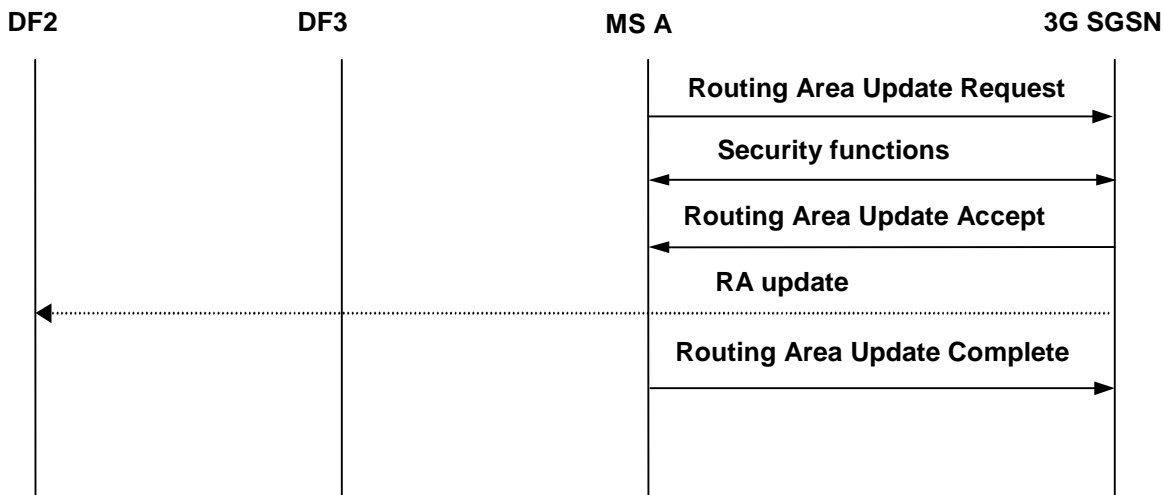 DF2
DF3
MS A
3G SGSN
Routing Area Update Request
Security functions
Routing Area Update Accept
RA update
Routing Area Update Complete